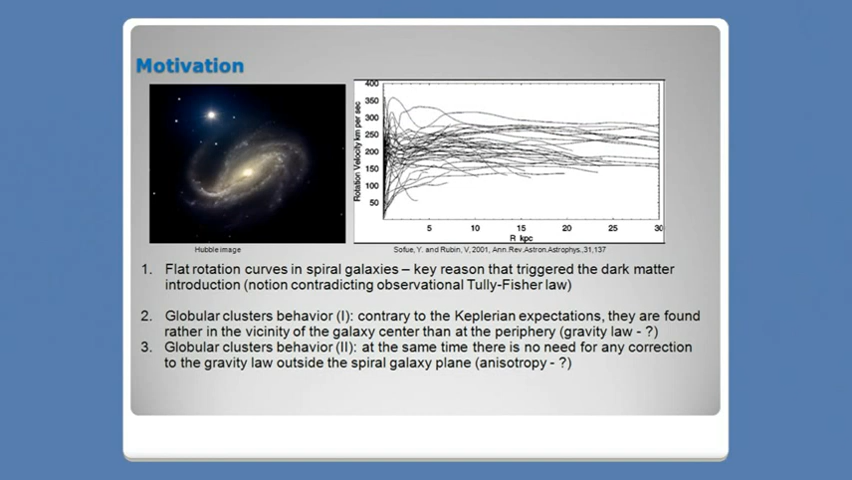 Motivation
400
350
300
250
200
150
100
50
Rotation Velocity km per sec
5
10
15
20
25
30
R kpc
Hubble image
Sofue, Y. and Rubin, V, 2001, Ann.Rev.Astron.Astrophys.,31,137
1. Flat rotation curves in spiral galaxies – key reason that triggered the dark matter
introduction (notion contradicting observational Tully-Fisher law)
2. Globular clusters behavior (I): contrary to the Keplerian expectations, they are found
rather in the vicinity of the galaxy center than at the periphery (gravity law - ?)
3. Globular clusters behavior (II): at the same time there is no need for any correction
to the gravity law outside the spiral galaxy plane (anisotropy - ?)